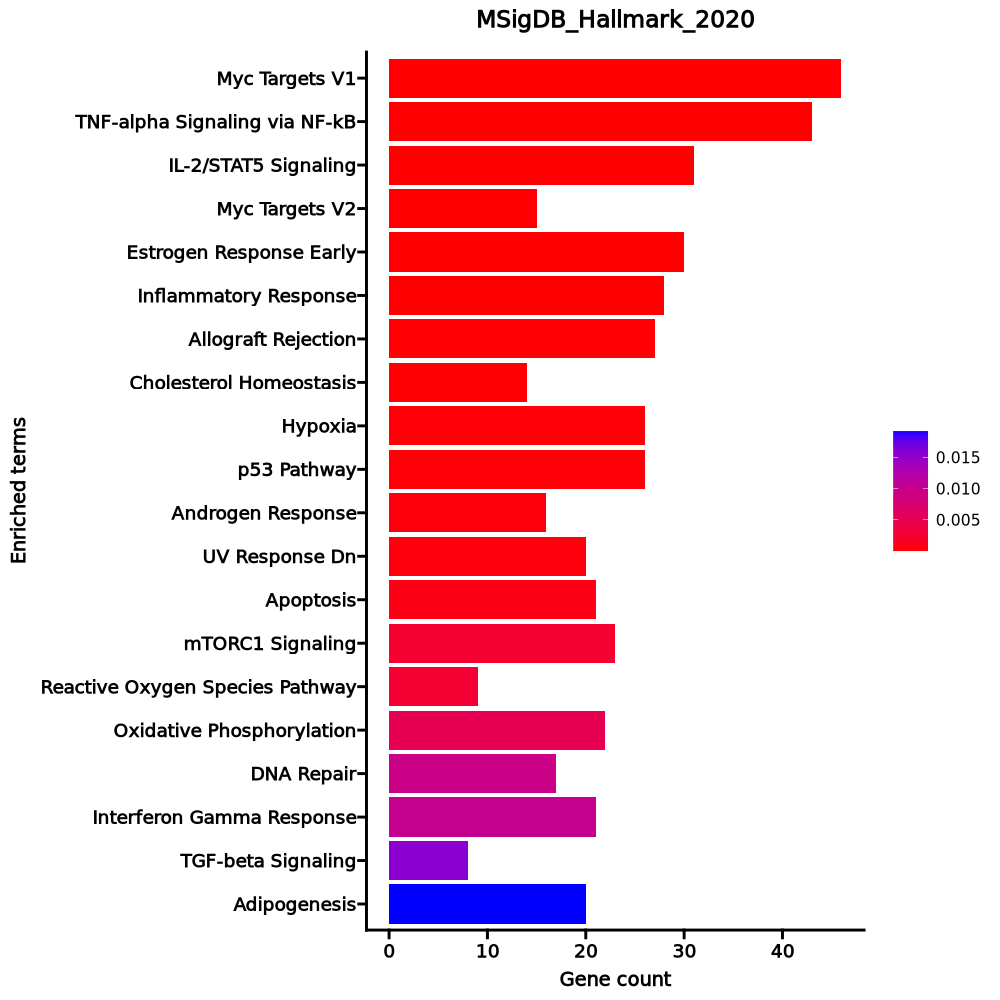 MSigDB_Hallmark_2020
Myc Targets V1
TNF-alpha Signaling via NF-kB
IL-2/STAT5 Signaling
Myc Targets V2
Estrogen Response Early
Inflammatory Response
Allograft Rejection
Cholesterol Homeostasis
Hypoxia
p53 Pathway
Androgen Response
UV Response Dn
Apoptosis
mTORC1 Signaling
Reactive Oxygen Species Pathway
Oxidative Phosphorylation
DNA Repair
Interferon Gamma Response
TGF-beta Signaling
Adipogenesis
Enriched terms
0 10 20 30 40
Gene count
0.015
0.010
0.005